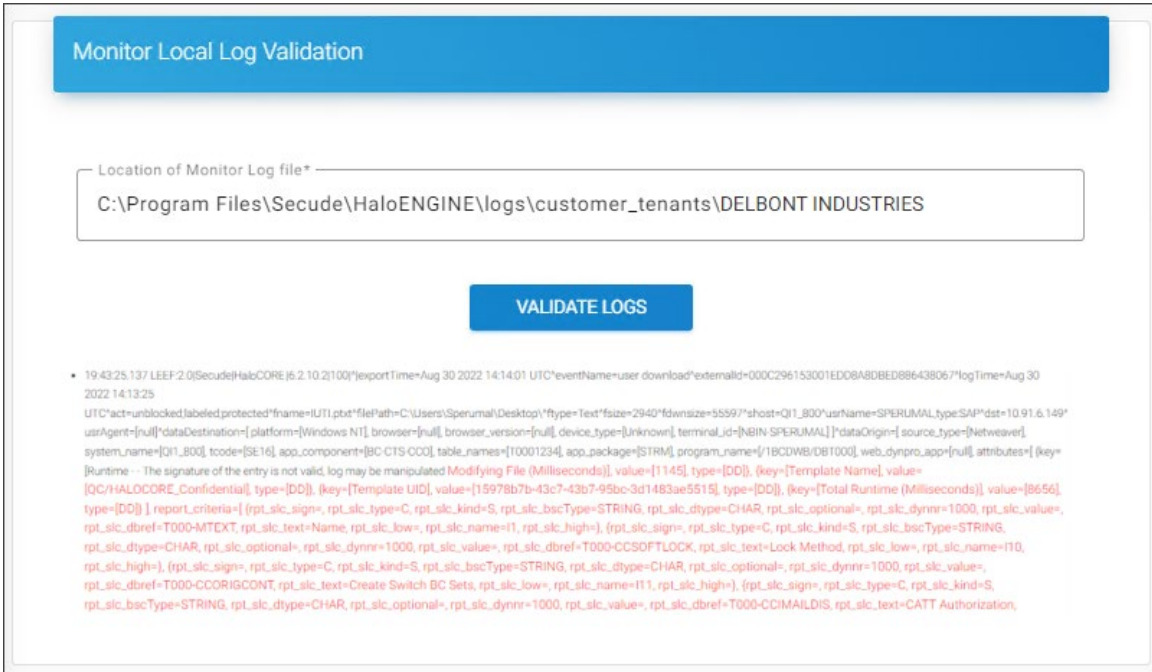 Monitor Local Log Validation
Location of Monitor Log file*
C:\Program Files\Secude\HaloENGINE\logs\customer_tenants\DELBONT INDUSTRIES
VALIDATE LOGS
• 19:43:25.137 LEEF:2.0|Secude|HaloCORE|6.2.10.2|100|^|exportTime=Aug 30 2022 14:14:01 UTC^eventName=user download^externalId=000C296153001EDD8A8DBED886438067^logTime=Aug 30
2022 14:13:25
UTC^act=unblocked,labeled,protected^fname=IUTI.ptxt^filePath=C:\Users\Sperumal\Desktop\^ftype=Text^fsize=2940^fdwnsize=55597^shost=QI1_800^usrName=SPERUMAL,type:SAP^dst=10.91.6.149^
usrAgent=[null]^dataDestination=[ platform=[Windows NT], browser=[null], browser_version=[null], device_type=[Unknown], terminal_id=[NBIN-SPERUMAL] ]^dataOrigin=[ source_type=[Netweaver],
system_name=[QI1_800], tcode=[SE16], app_component=[BC-CTS-CCO], table_names=[T0001234], app_package=[STRM], program_name=[/1BCDWB/DBT000], web_dynpro_app=[null], attributes=[ {key=
[Runtime - - The signature of the entry is not valid, log may be manipulated Modifying File (Milliseconds)], value=[1145], type=[DD]}, {key=[Template Name], value=
[QC/HALOCORE_Confidential], type=[DD]}, {key=[Template UID], value=[15978b7b-43c7-43b7-95bc-3d1483ae5515], type=[DD]}, {key=[Total Runtime (Milliseconds)], value=[8656],
type=[DD]} ], report_criteria=[ {rpt_slc_sign=, rpt_slc_type=C, rpt_slc_kind=S, rpt_slc_bscType=STRING, rpt_slc_dtype=CHAR, rpt_slc_optional=, rpt_slc_dynnr=1000, rpt_slc_value=,
rpt_slc_dbref=T000-MTEXT, rpt_slc_text=Name, rpt_slc_low=, rpt_slc_name=I1, rpt_slc_high=}, {rpt_slc_sign=, rpt_slc_type=C, rpt_slc_kind=S, rpt_slc_bscType=STRING,
rpt_slc_dtype=CHAR, rpt_slc_optional=, rpt_slc_dynnr=1000, rpt_slc_value=, rpt_slc_dbref=T000-CCSOFTLOCK, rpt_slc_text=Lock Method, rpt_slc_low=, rpt_slc_name=I10,
rpt_slc_high=}, {rpt_slc_sign=, rpt_slc_type=C, rpt_slc_kind=S, rpt_slc_bscType=STRING, rpt_slc_dtype=CHAR, rpt_slc_optional=, rpt_slc_dynnr=1000, rpt_slc_value=,
rpt_slc_dbref=T000-CCORIGCONT, rpt_slc_text=Create Switch BC Sets, rpt_slc_low=, rpt_slc_name=I11, rpt_slc_high=}, {rpt_slc_sign=, rpt_slc_type=C, rpt_slc_kind=S,
rpt_slc_bscType=STRING, rpt_slc_dtype=CHAR, rpt_slc_optional=, rpt_slc_dynnr=1000, rpt_slc_value=, rpt_slc_dbref=T000-CCIMAILDIS, rpt_slc_text=CATT Authorization,